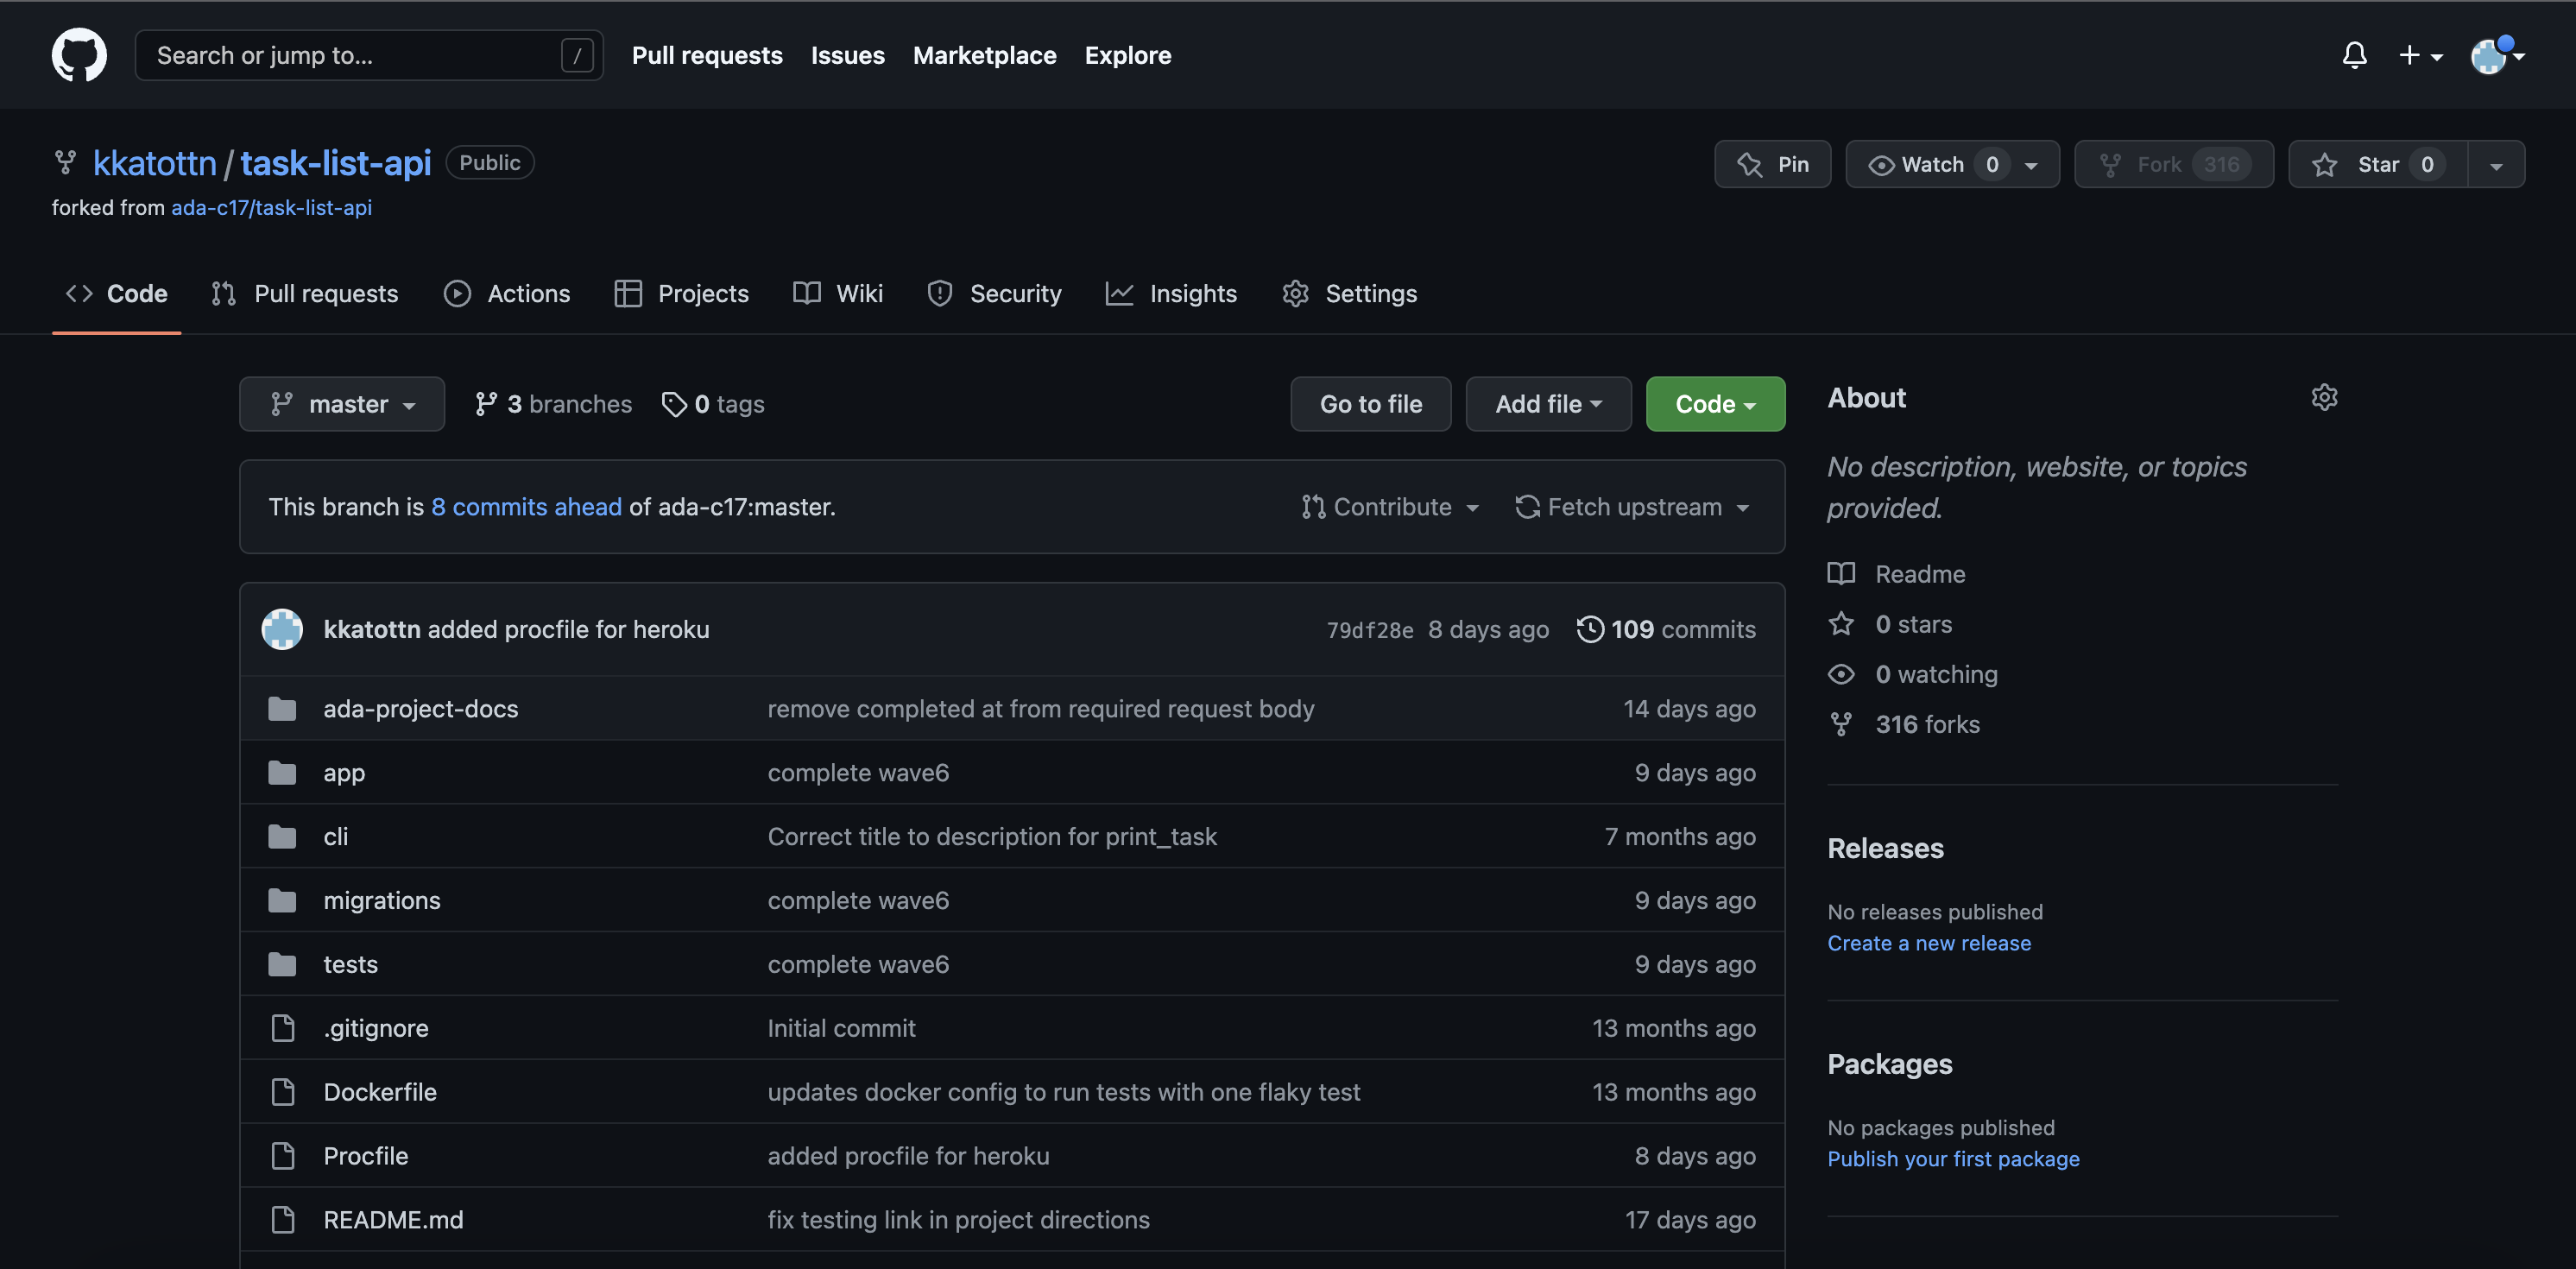 Search or jump to... /
Pull requests Issues Marketplace Explore
kkatottn / task-list-api Public
forked from ada-c17/task-list-api
Pin Watch 0 Fork 316 Star 0
Code Pull requests Actions Projects Wiki Security Insights Settings
master 3 branches 0 tags Go to file Add file Code
This branch is 8 commits ahead of ada-c17:master. Contribute Fetch upstream
kkatottn added procfile for heroku 79df28e 8 days ago 109 commits
ada-project-docs remove completed at from required request body 14 days ago
app complete wave6 9 days ago
cli Correct title to description for print_task 7 months ago
migrations complete wave6 9 days ago
tests complete wave6 9 days ago
.gitignore Initial commit 13 months ago
Dockerfile updates docker config to run tests with one flaky test 13 months ago
Procfile added procfile for heroku 8 days ago
README.md fix testing link in project directions 17 days ago
About
No description, website, or topics
provided.
Readme
0 stars
0 watching
316 forks
Releases
No releases published
Create a new release
Packages
No packages published
Publish your first package